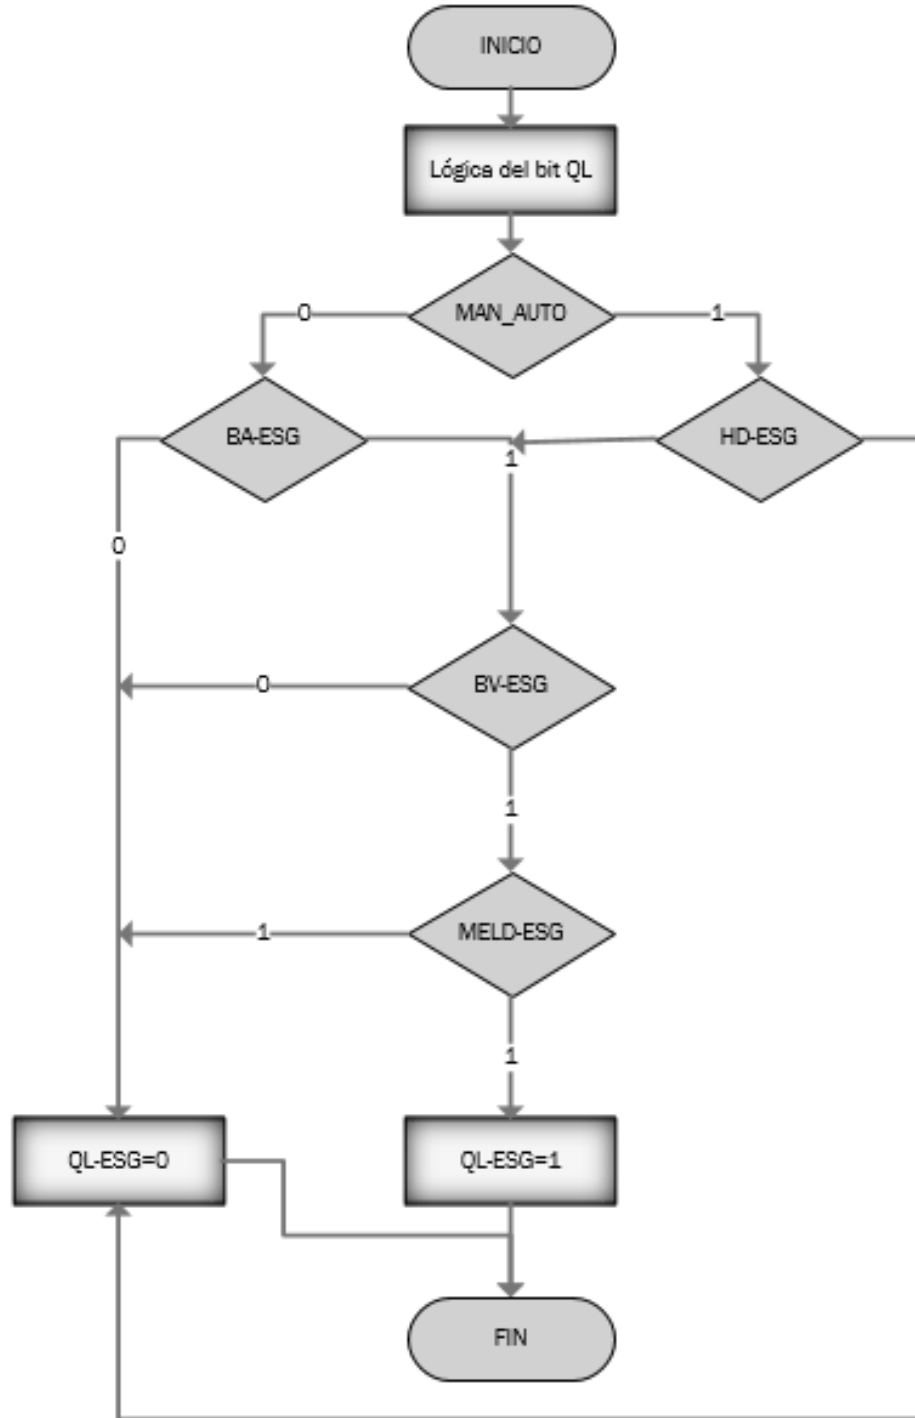 INICIO
Lógica del bit QL
MAN_AUTO
0
1
BA-ESG
HD-ESG
1
0
BV-ESG
0
1
MELD-ESG
1
1
QL-ESG=0
QL-ESG=1
FIN